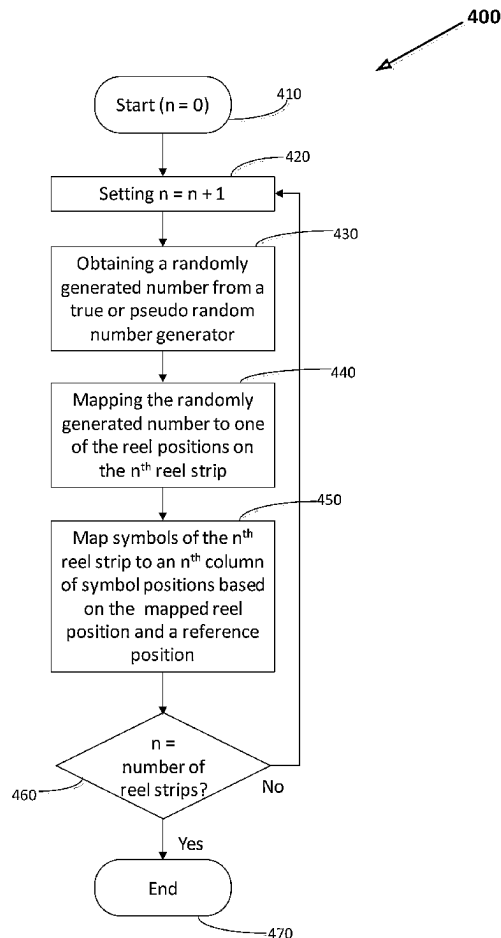 400
Start (n = 0)
410
420
Setting n = n + 1
430
Obtaining a randomly
generated number from a
true or pseudo random
number generator
440
Mapping the randomly
generated number to one
of the reel positions on
the nth reel strip
450
Map symbols of the nth
reel strip to an nth column
of symbol positions based
on the mapped reel
position and a reference
position
n =
number of
reel strips?
460
No
Yes
End
470